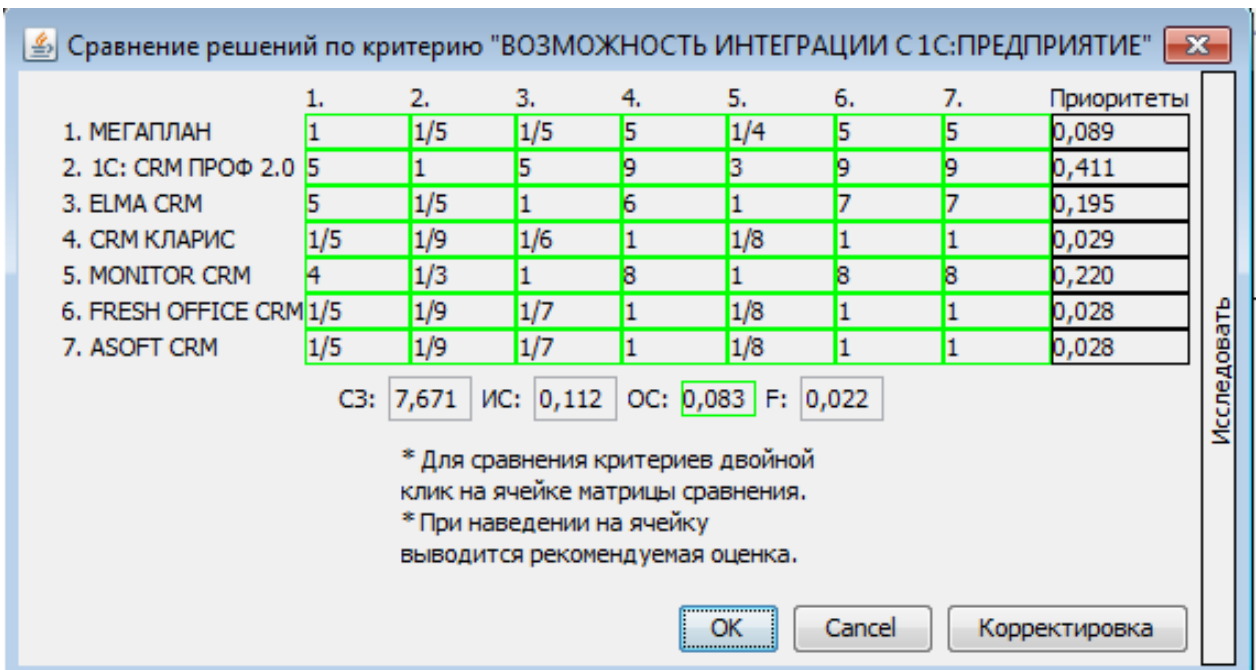 Сравнение решений по критерию "ВОЗМОЖНОСТЬ ИНТЕГРАЦИИ С 1С:ПРЕДПРИЯТИЕ"
1. 2. 3. 4. 5. 6. 7. Приоритеты
1. МЕГАПЛАН 1 1/5 1/5 5 1/4 5 5 0,089
2. 1С: CRM ПРОФ 2.0 5 1 5 9 3 9 9 0,411
3. ELMA CRM 5 1/5 1 6 1 7 7 0,195
4. CRM КЛАРИС 1/5 1/9 1/6 1 1/8 1 1 0,029
5. MONITOR CRM 4 1/3 1 8 1 8 8 0,220
6. FRESH OFFICE CRM 1/5 1/9 1/7 1 1/8 1 1 0,028
7. ASOFT CRM 1/5 1/9 1/7 1 1/8 1 1 0,028
СЗ: 7,671 ИС: 0,112 ОС: 0,083 F: 0,022
* Для сравнения критериев двойной
клик на ячейке матрицы сравнения.
* При наведении на ячейку
выводится рекомендуемая оценка.
OK Cancel Корректировка
Исследовать